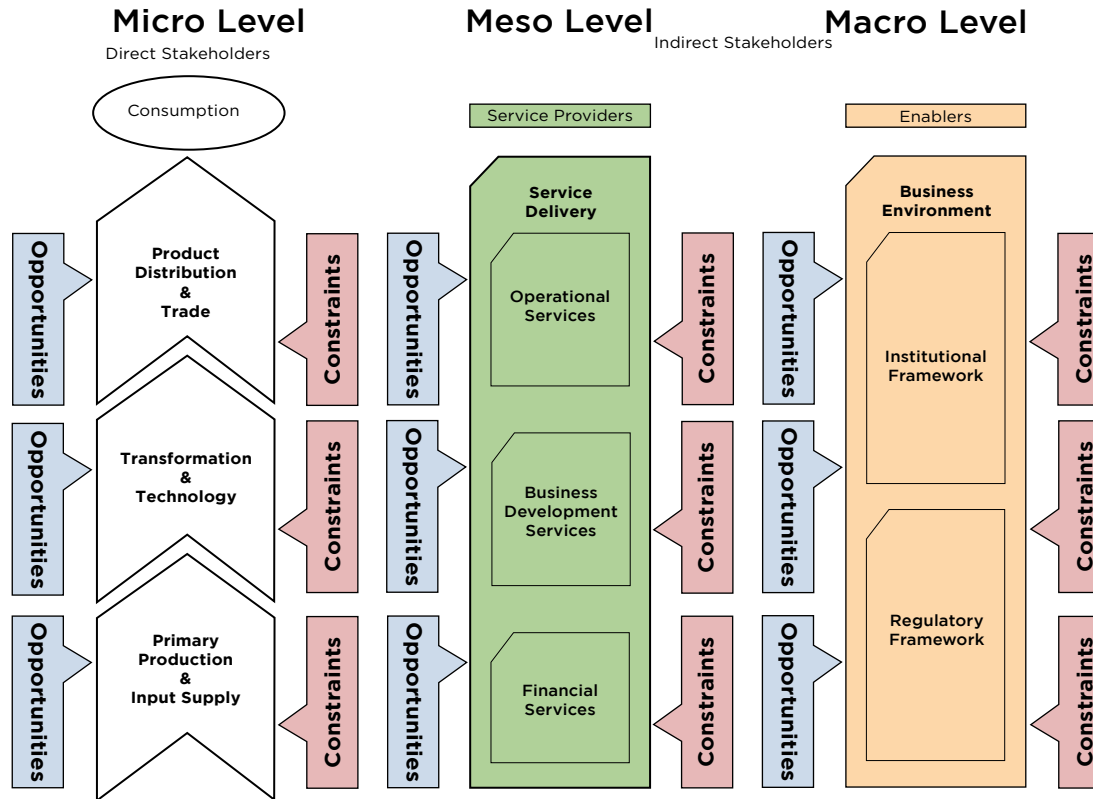 Micro Level
Direct Stakeholders
Consumption
Opportunities
Product
Distribution
&
Trade
Constraints
Opportunities
Transformation
&
Technology
Constraints
Opportunities
Primary
Production
&
Input Supply
Constraints
Meso Level
Indirect Stakeholders
Service Providers
Service
Delivery
Opportunities
Operational
Services
Constraints
Opportunities
Business
Development
Services
Constraints
Opportunities
Financial
Services
Constraints
Macro Level
Enablers
Business
Environment
Opportunities
Institutional
Framework
Constraints
Opportunities
Constraints
Opportunities
Regulatory
Framework
Constraints